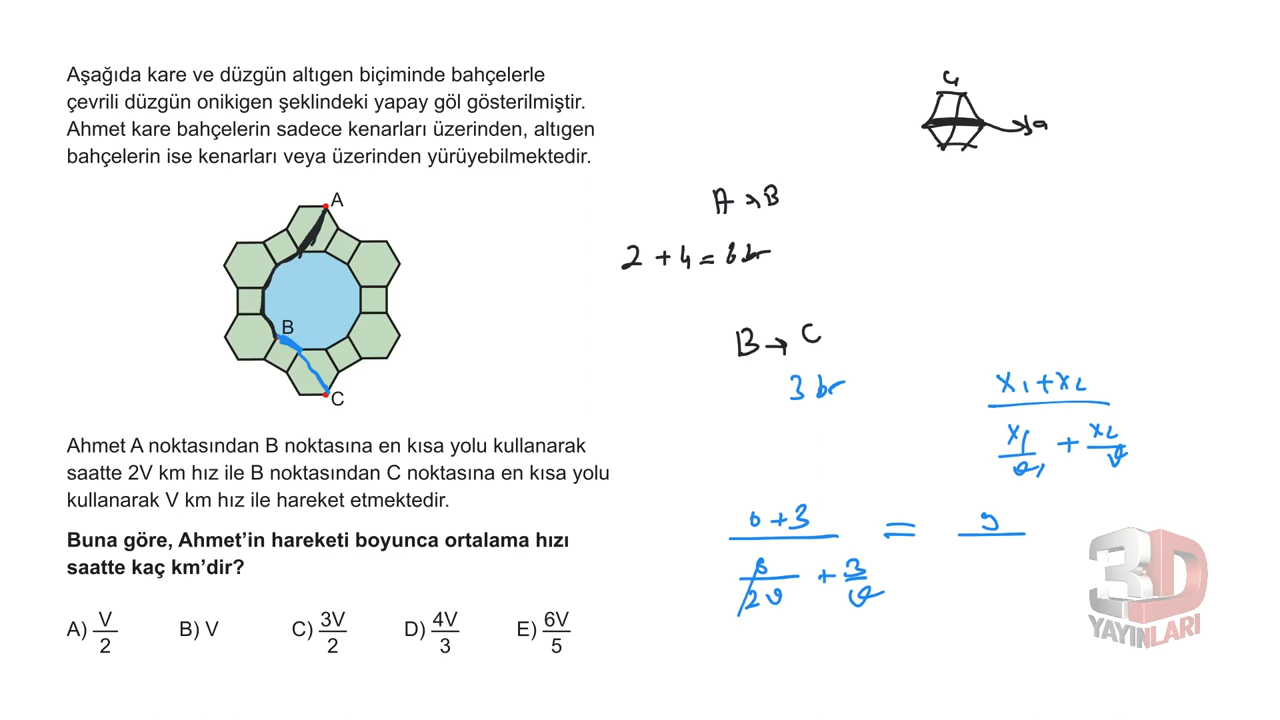 Aşağıda kare ve düzgün altıgen biçiminde bahçelerle
çevrili düzgün onikigen şeklindeki yapay göl gösterilmiştir.
Ahmet kare bahçelerin sadece kenarları üzerinden, altıgen
bahçelerin ise kenarları veya üzerinden yürüyebilmektedir.
A
B
C
Ahmet A noktasından B noktasına en kısa yolu kullanarak
saatte 2V km hız ile B noktasından C noktasına en kısa yolu
kullanarak V km hız ile hareket etmektedir.
Buna göre, Ahmet'in hareketi boyunca ortalama hızı
saatte kaç km'dir?
A) V/2 B) V C) 3V/2 D) 4V/3 E) 6V/5
A → B
2 + 4 = 6 br
B → C
3 br
x₁ + x₂
x₁ + x₂
6 + 3 = 9
6/2v + 3/v
3D
YAYINLARI